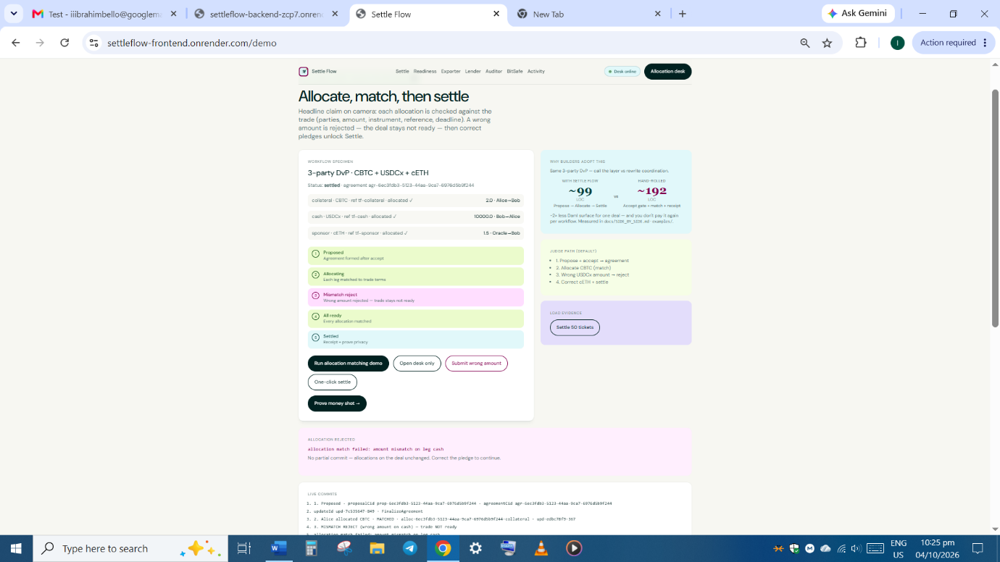 Test - iiibrahimbello@googlema
settleflow-backend-zcp7.onrend
Settle Flow
New Tab
Ask Gemini
settleflow-frontend.onrender.com/demo
I
Action required
Settle Flow
Settle Readiness Exporter Lender Auditor BitSafe Activity
Desk online
Allocation desk
Allocate, match, then settle
Headline claim on camera: each allocation is checked against the
trade (parties, amount, instrument, reference, deadline). A wrong
amount is rejected — the deal stays not ready — then correct
pledges unlock Settle.
WORKFLOW SPECIMEN
3-party DvP · CBTC + USDCx + cETH
Status: settled · agreement agr-6ec3fdb3-5123-44aa-9ca7-6976d5b9f244
collateral · CBTC · ref tf-collateral · allocated ✓ 2.0 · Alice→Bob
cash · USDCx · ref tf-cash · allocated ✓ 10000.0 · Bob→Alice
sponsor · cETH · ref tf-sponsor · allocated ✓ 1.5 · Oracle→Bob
1 Proposed
Agreement formed after accept
2 Allocating
Each leg matched to trade terms
3 Mismatch reject
Wrong amount rejected — trade stays not ready
4 All ready
Every allocation matched
5 Settled
Receipt + prove privacy
Run allocation matching demo
Open desk only
Submit wrong amount
One-click settle
Prove money shot →
WHY BUILDERS ADOPT THIS
Same 3-party DvP — call the layer vs rewrite coordination.
WITH SETTLE FLOW
~99
LOC
Propose → Allocate → Settle
vs
HAND-ROLLED
~192
LOC
Accept gate + match + receipt
~2× less Daml surface for one deal — and you don't pay it again
per workflow. Measured in docs/SIDE_BY_SIDE.md · examples/.
JUDGE PATH (DEFAULT)
• 1. Propose + accept → agreement
• 2. Allocate CBTC (match)
• 3. Wrong USDCx amount → reject
• 4. Correct cETH + settle
LOAD EVIDENCE
Settle 50 tickets
ALLOCATION REJECTED
allocation match failed: amount mismatch on leg cash
No partial commit — allocations on the deal unchanged. Correct the pledge to continue.
LIVE COMMITS
1. 1. Proposed · proposalCid prop-6ec3fdb3-5123-44aa-9ca7-6976d5b9f244 · agreementCid agr-6ec3fdb3-5123-44aa-9ca7-6976d5b9f244
2. updateId upd-7c535647-849 · FinalizeAgreement
3. 2. Alice allocated CBTC · MATCHED · alloc-6ec3fdb3-5123-44aa-9ca7-6976d5b9f244-collateral · upd-edbc78f9-367
4. 3. MISMATCH REJECT (wrong amount on cash) — trade NOT ready
5. allocation match failed: amount mismatch on leg cash
Type here to search
ENG
US
10:25 pm
04/10/2026